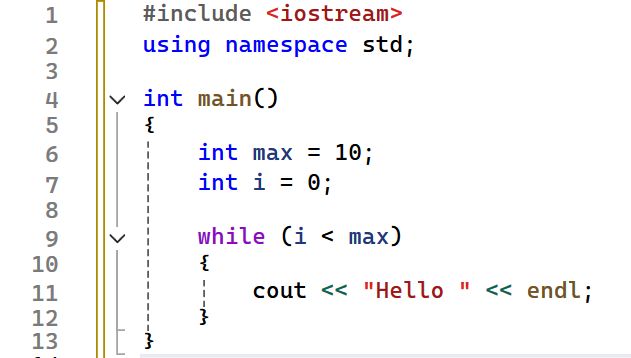 1 #include <iostream>
2 using namespace std;
3
4 int main()
5 {
6 int max = 10;
7 int i = 0;
8
9 while (i < max)
10 {
11 cout << "Hello " << endl;
12 }
13 }